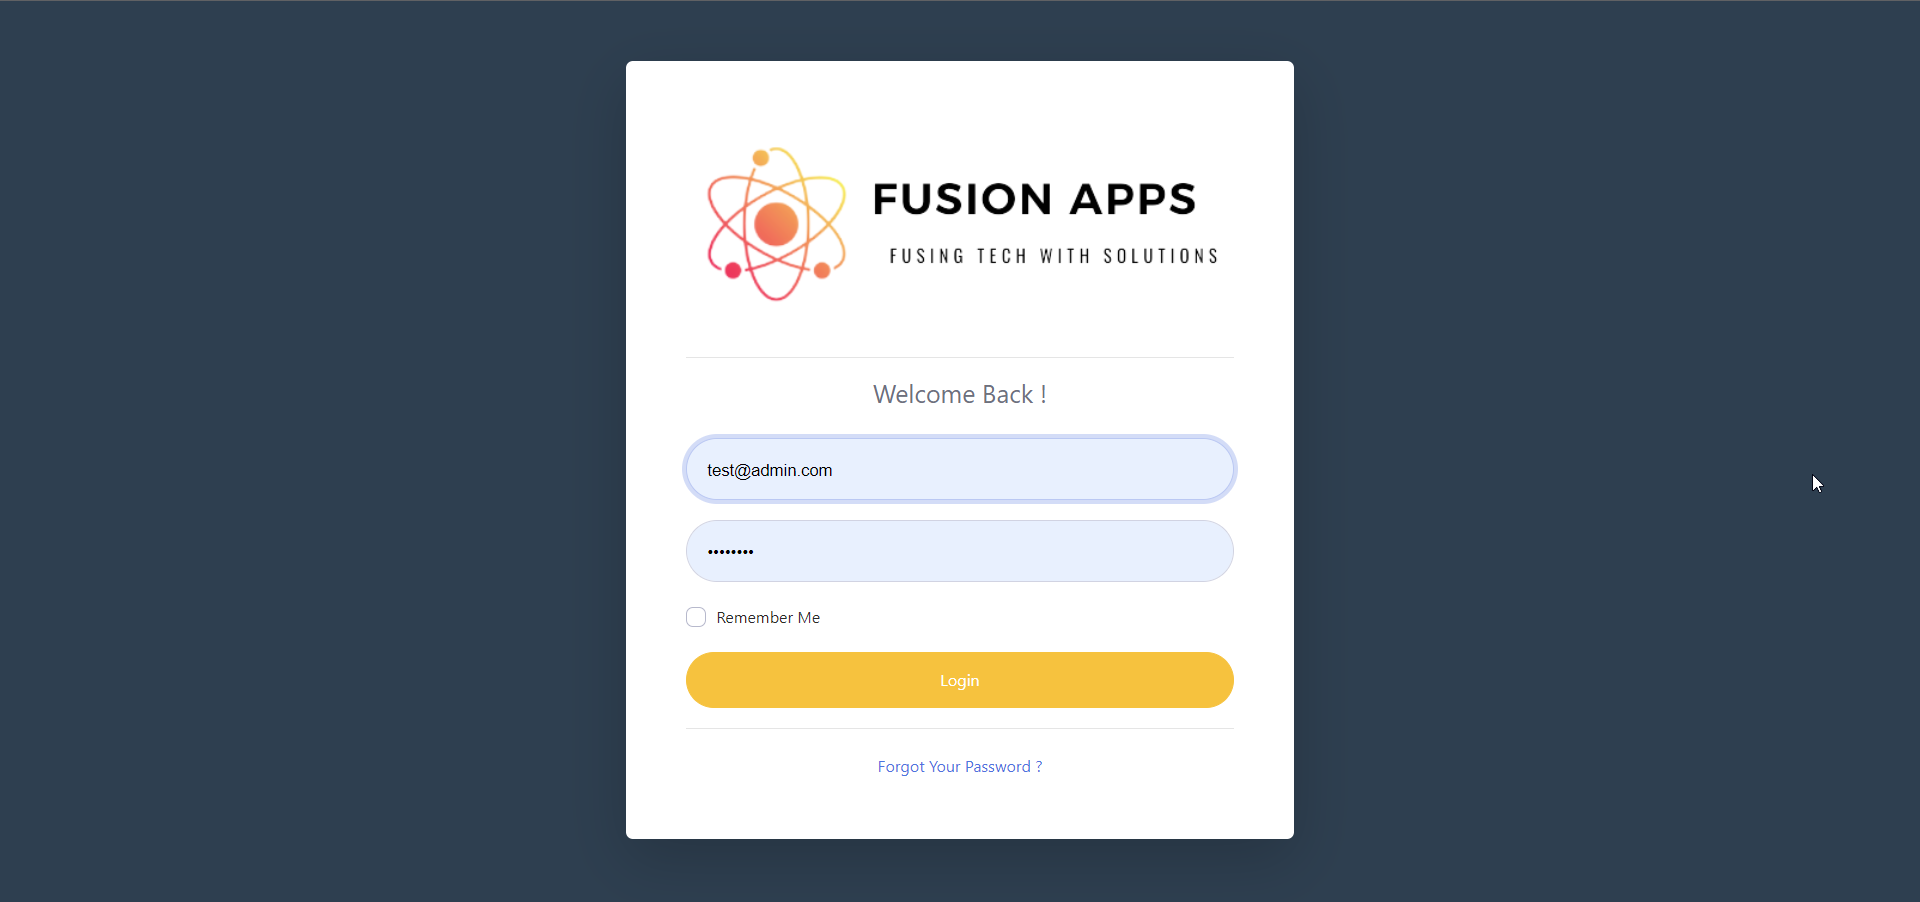 FUSION APPS
FUSING TECH WITH SOLUTIONS
Welcome Back !
test@admin.com
••••••••
Remember Me
Login
Forgot Your Password ?